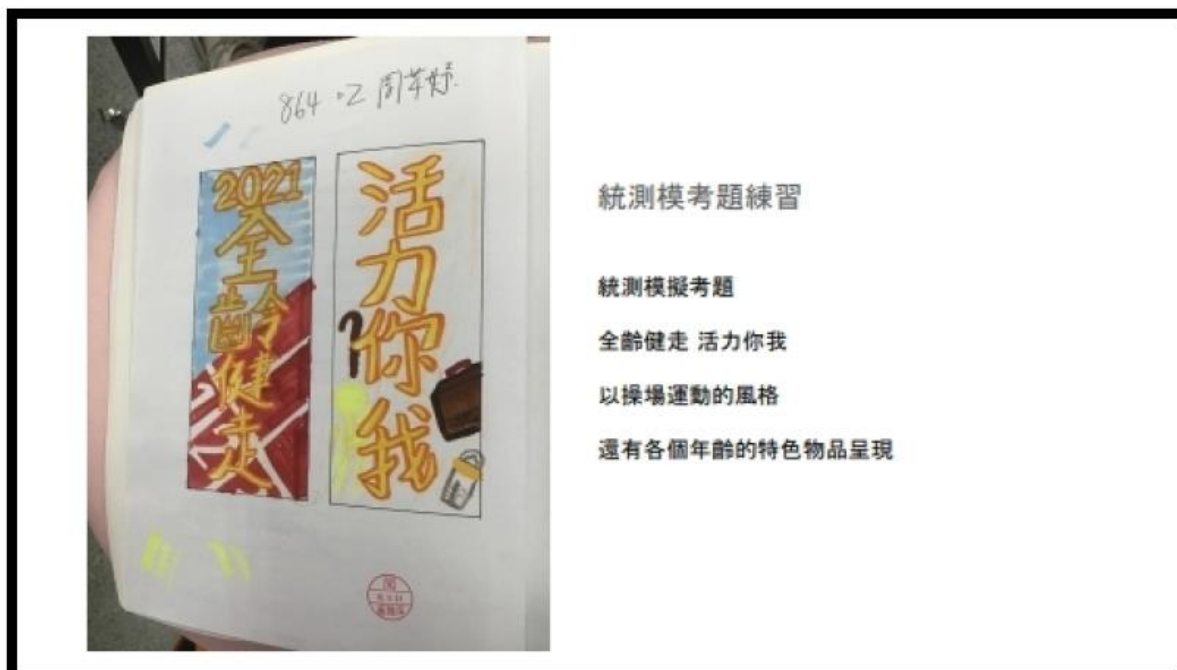 864 02 周苹妤
2021
全齡健走
活力你我
統測模考題練習
統測模擬考題
全齡健走 活力你我
以操場運動的風格
還有各個年齡的特色物品呈現